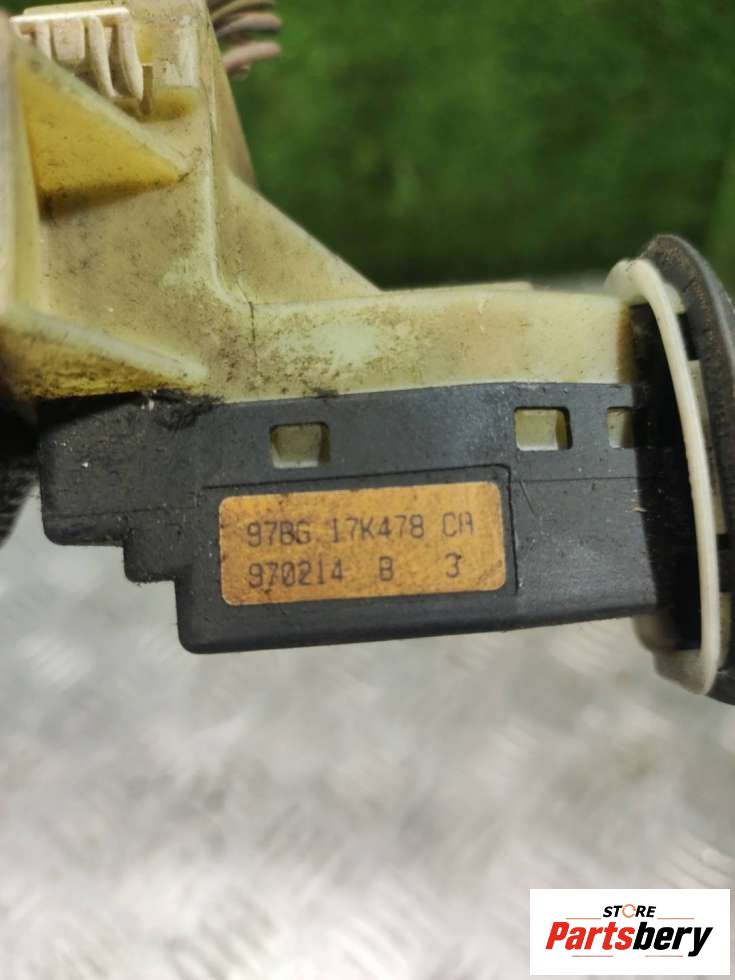 97BG 17K478 CA
970214 B 3
STORE
Partsbery